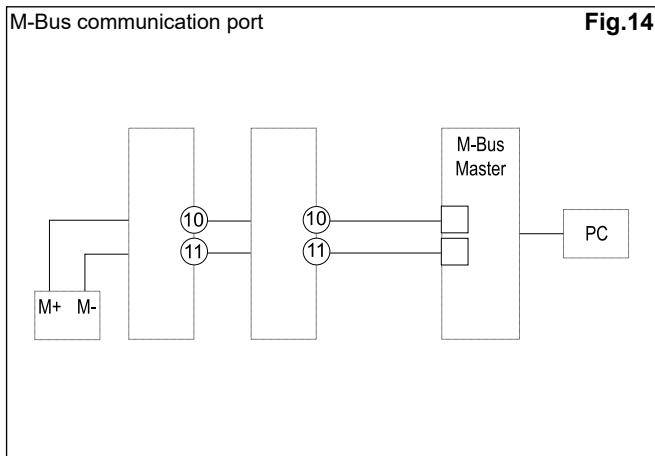 M-Bus communication port
Fig.14
M-Bus
Master
10
10
11
11
PC
M+ M-